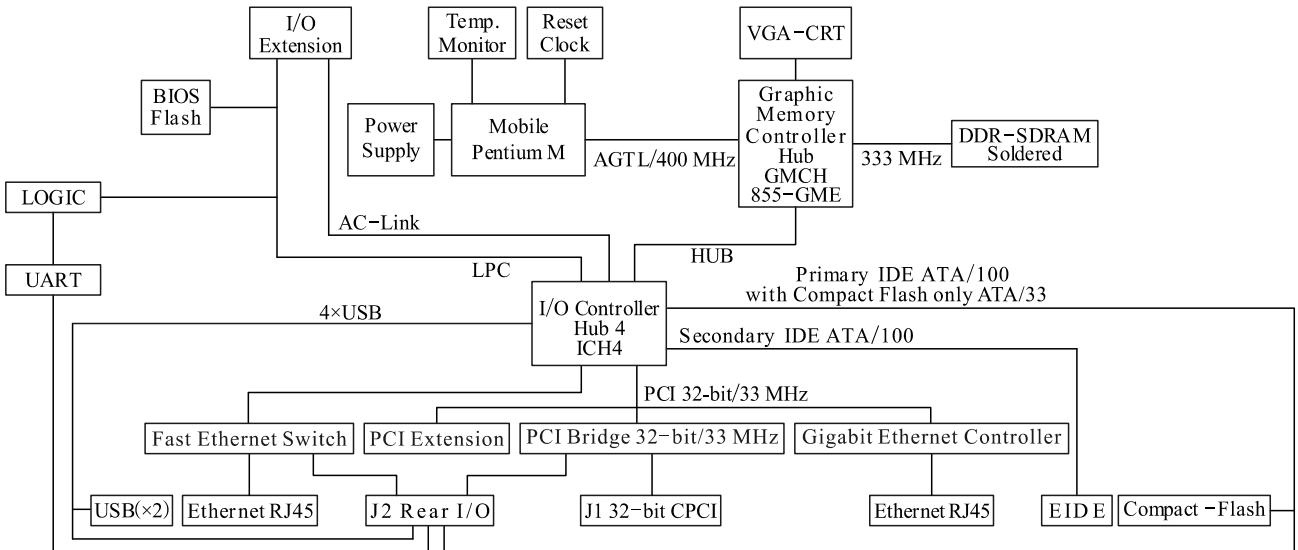 I/O
Extension
Temp.
Monitor
Reset
Clock
VGA-CRT
BIOS
Flash
Power
Supply
Mobile
Pentium M
AGTL/400 MHz
Graphic
Memory
Controller
Hub
GMCH
855-GME
333 MHz
DDR-SDRAM
Soldered
LOGIC
AC-Link
HUB
LPC
UART
Primary IDE ATA/100
with Compact Flash only ATA/33
4×USB
I/O Controller
Hub 4
ICH4
Secondary IDE ATA/100
PCI 32-bit/33 MHz
Fast Ethernet Switch
PCI Extension
PCI Bridge 32-bit/33 MHz
Gigabit Ethernet Controller
USB(×2)
Ethernet RJ45
J2 Rear I/O
J1 32-bit CPCI
Ethernet RJ45
EIDE
Compact-Flash